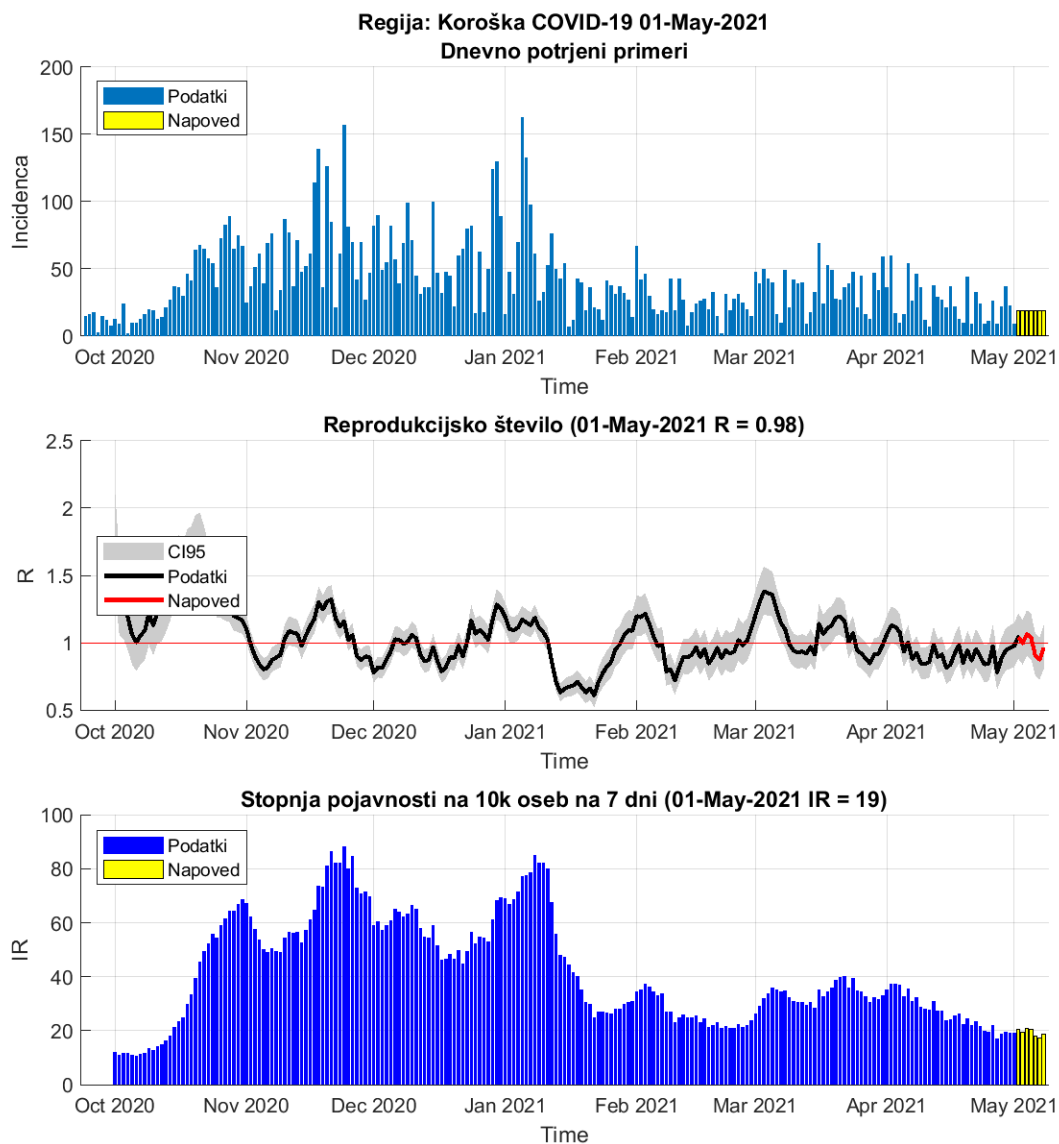 Regija: Koroška COVID-19 01-May-2021
Dnevno potrjeni primeri
200
150
100
50
0
Incidenca
Podatki
Napoved
Oct 2020 Nov 2020 Dec 2020 Jan 2021 Feb 2021 Mar 2021 Apr 2021 May 2021
Time
Reprodukcijsko število (01-May-2021 R = 0.98)
2.5
2
1.5
1
0.5
R
CI95
Podatki
Napoved
Oct 2020 Nov 2020 Dec 2020 Jan 2021 Feb 2021 Mar 2021 Apr 2021 May 2021
Time
Stopnja pojavnosti na 10k oseb na 7 dni (01-May-2021 IR = 19)
100
80
60
40
20
0
IR
Podatki
Napoved
Oct 2020 Nov 2020 Dec 2020 Jan 2021 Feb 2021 Mar 2021 Apr 2021 May 2021
Time